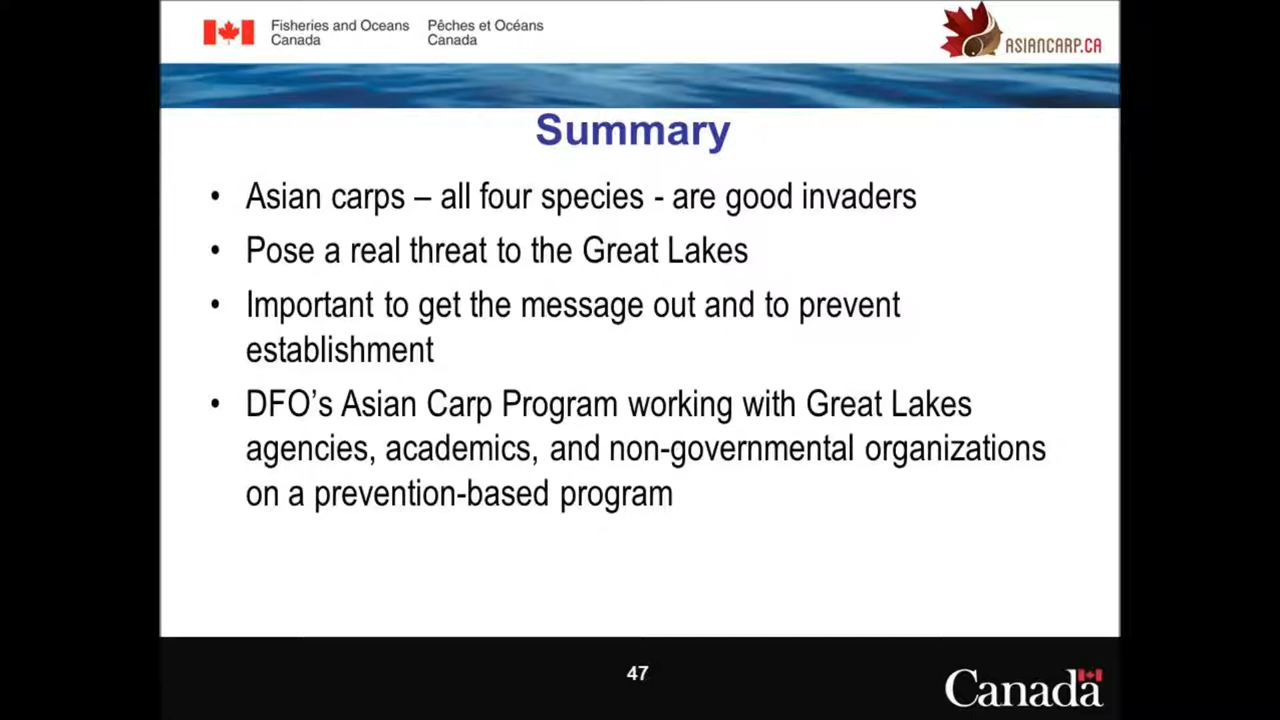 Fisheries and Oceans Pêches et Océans
Canada Canada
ASIANCARP.CA
Summary
• Asian carps – all four species - are good invaders
• Pose a real threat to the Great Lakes
• Important to get the message out and to prevent
establishment
• DFO’s Asian Carp Program working with Great Lakes
agencies, academics, and non-governmental organizations
on a prevention-based program
47
Canada